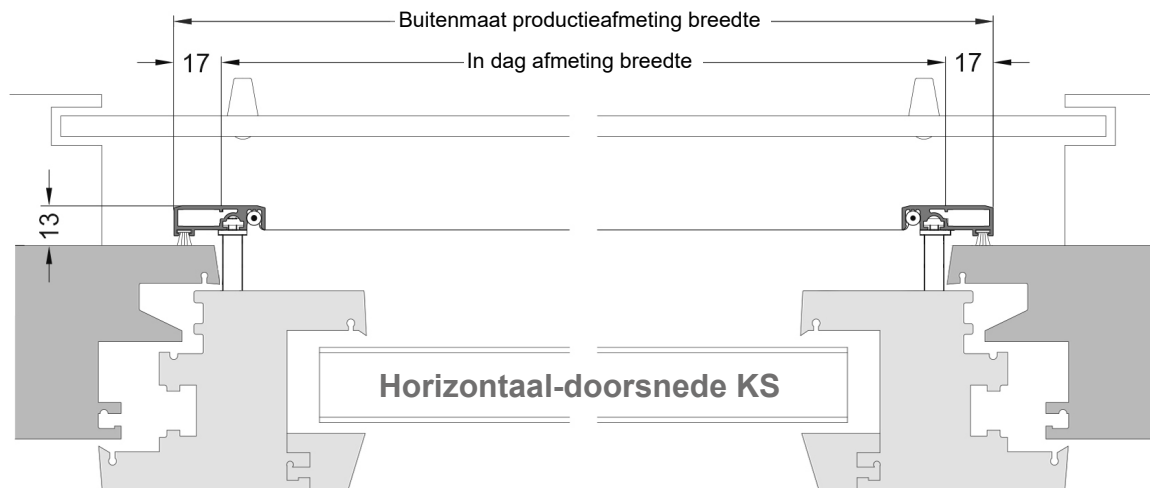 Buitenmaat productieafmeting breedte
17 In dag afmeting breedte 17
13
Horizontaal-doorsnede KS